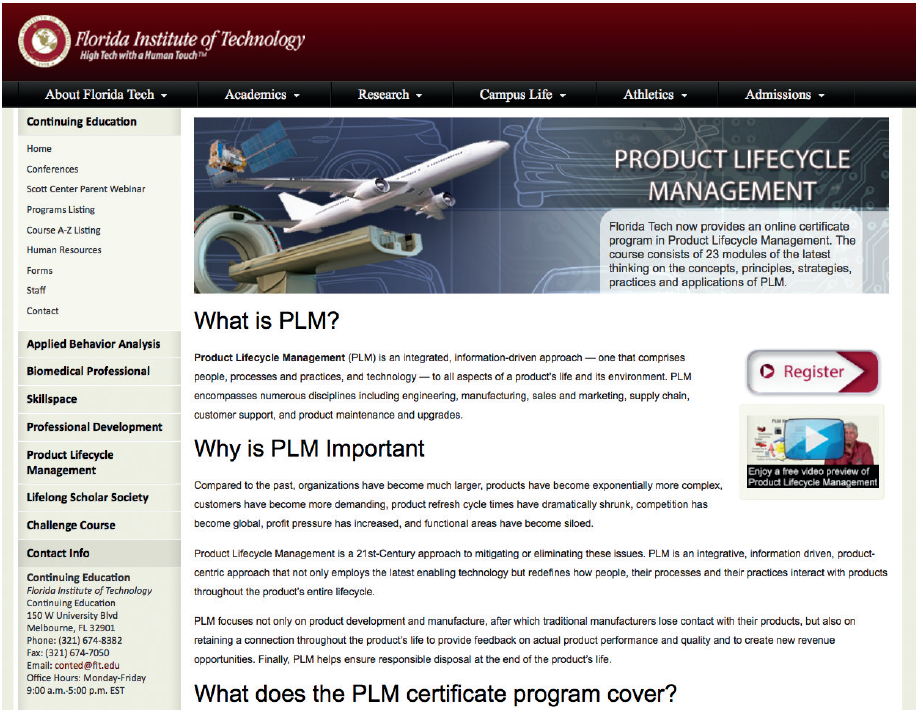 Florida Institute of Technology
High Tech with a Human Touch™
About Florida Tech
Academics
Research
Campus Life
Athletics
Admissions
Continuing Education
Home
Conferences
Scott Center Parent Webinar
Programs Listing
Course A-Z Listing
Human Resources
Forms
Staff
Contact
Applied Behavior Analysis
Biomedical Professional
Skillspace
Professional Development
Product Lifecycle
Management
Lifelong Scholar Society
Challenge Course
Contact Info
Continuing Education
Florida Institute of Technology
Continuing Education
150 W University Blvd
Melbourne, FL 32901
Phone: (321) 674-8382
Fax: (321) 674-7050
Email: conted@fit.edu
Office Hours: Monday-Friday
9:00 a.m.-5:00 p.m. EST
PRODUCT LIFECYCLE
MANAGEMENT
Florida Tech now provides an online certificate
program in Product Lifecycle Management. The
course consists of 23 modules of the latest
thinking on the concepts, principles, strategies,
practices and applications of PLM.
What is PLM?
Product Lifecycle Management (PLM) is an integrated, information-driven approach — one that comprises
people, processes and practices, and technology — to all aspects of a product's life and its environment. PLM
encompasses numerous disciplines including engineering, manufacturing, sales and marketing, supply chain,
customer support, and product maintenance and upgrades.
Register
Enjoy a free video preview of
Product Lifecycle Management
Why is PLM Important
Compared to the past, organizations have become much larger, products have become exponentially more complex,
customers have become more demanding, product refresh cycle times have dramatically shrunk, competition has
become global, profit pressure has increased, and functional areas have become siloed.
Product Lifecycle Management is a 21st-Century approach to mitigating or eliminating these issues. PLM is an integrative, information driven, product-
centric approach that not only employs the latest enabling technology but redefines how people, their processes and their practices interact with products
throughout the product's entire lifecycle.
PLM focuses not only on product development and manufacture, after which traditional manufacturers lose contact with their products, but also on
retaining a connection throughout the product's life to provide feedback on actual product performance and quality and to create new revenue
opportunities. Finally, PLM helps ensure responsible disposal at the end of the product's life.
What does the PLM certificate program cover?